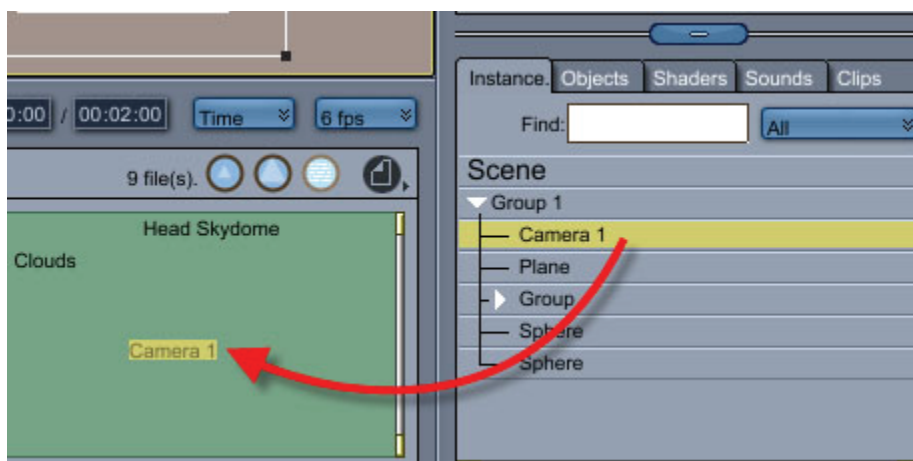 Instance. Objects Shaders Sounds Clips
:00 / 00:02:00 Time 6 fps
Find: All
9 file(s).
Scene
Group 1
Head Skydome
Camera 1
Clouds
Plane
Group
Camera 1
Sphere
Sphere